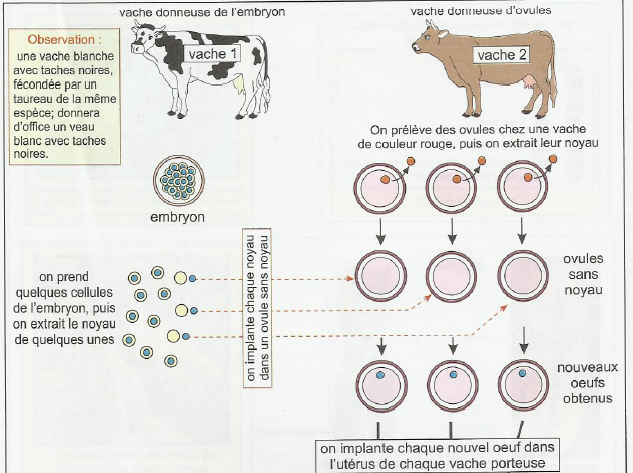 vache donneuse de l'embryon
vache donneuse d'ovules
Observation :
une vache blanche
avec taches noires,
fécondée par un
taureau de la même
espèce; donnera
d'office un veau
blanc avec taches
noires.
vache 1
vache 2
On prélève des ovules chez une vache
de couleur rouge, puis on extrait leur noyau
embryon
on prend
quelques cellules
de l'embryon, puis
on extrait le noyau
de quelques unes
on implante chaque noyau
dans un ovule sans noyau
ovules
sans
noyau
nouveaux
oeufs
obtenus
on implante chaque nouvel oeuf dans
l'utérus de chaque vache porteuse